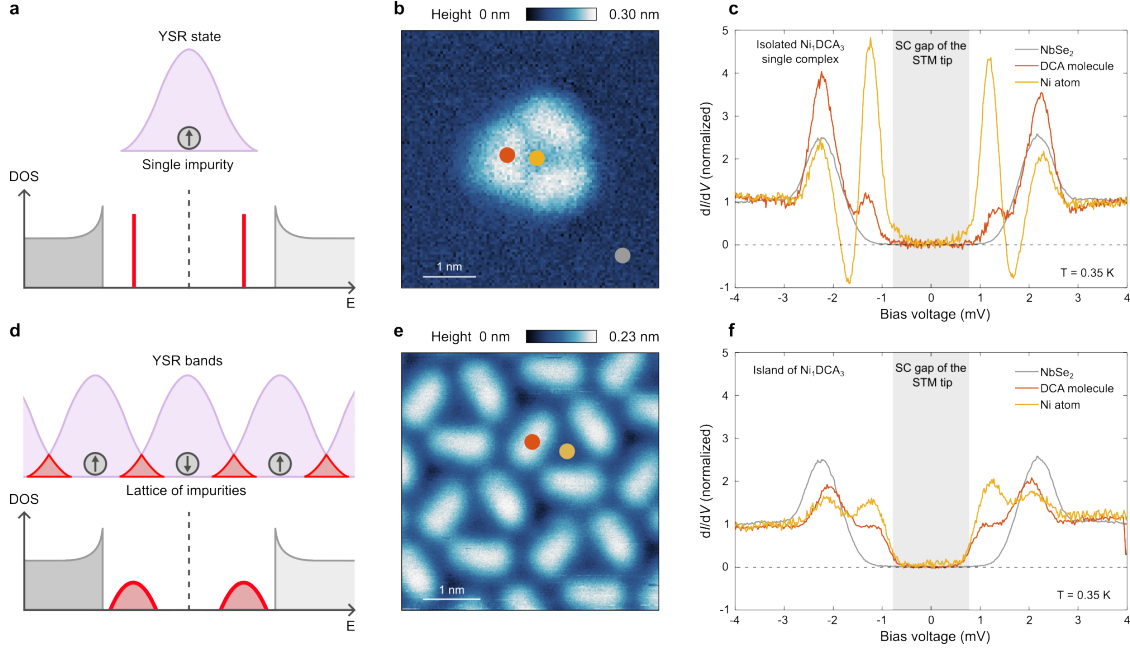 a
YSR state
Single impurity
DOS
E
b
Height 0 nm 0.30 nm
1 nm
c
5
4
3
2
1
0
-1
dI/dV (normalized)
Isolated Ni₁DCA₃
single complex
SC gap of the
STM tip
NbSe₂
DCA molecule
Ni atom
T = 0.35 K
-4 -3 -2 -1 0 1 2 3 4
Bias voltage (mV)
d
YSR bands
Lattice of impurities
DOS
E
e
Height 0 nm 0.23 nm
1 nm
f
5
4
3
2
1
0
-1
dI/dV (normalized)
Island of Ni₁DCA₃
SC gap of the
STM tip
NbSe₂
DCA molecule
Ni atom
T = 0.35 K
-4 -3 -2 -1 0 1 2 3 4
Bias voltage (mV)